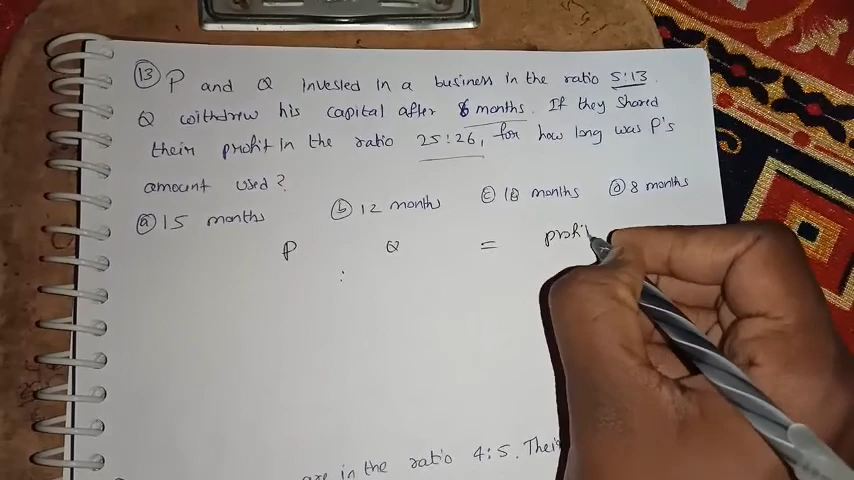 13 P and Q Invested in a business in the ratio 5:13.
Q withdrew his capital after 6 months. If they shared
their profit in the ratio 25:26, for how long was P's
amount used?
a 15 months b 12 months c 10 months d 8 months
P : Q = profi
are in the ratio 4:5. Thei